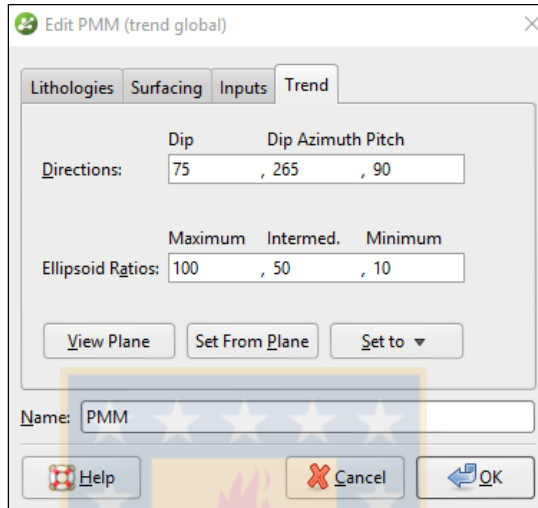 Edit PMM (trend global)
Lithologies Surfacing Inputs Trend
Dip Dip Azimuth Pitch
Directions: 75 , 265 , 90
Maximum Intermed. Minimum
Ellipsoid Ratios: 100 , 50 , 10
View Plane Set From Plane Set to
Name: PMM
Help Cancel OK